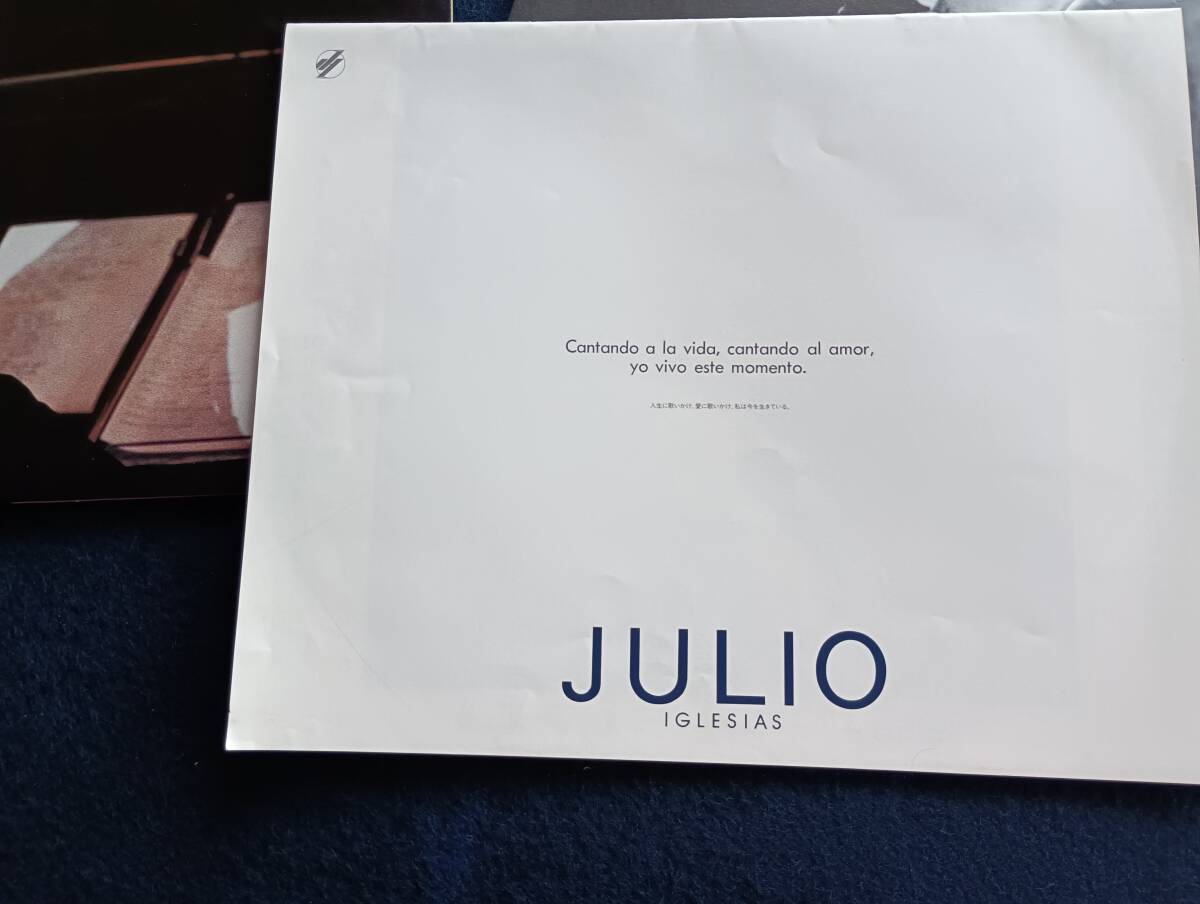 Cantando a la vida, cantando al amor,
yo vivo este momento.
人生に歌いかけ、愛に歌いかけ、私は今を生きている。
JULIO
IGLESIAS